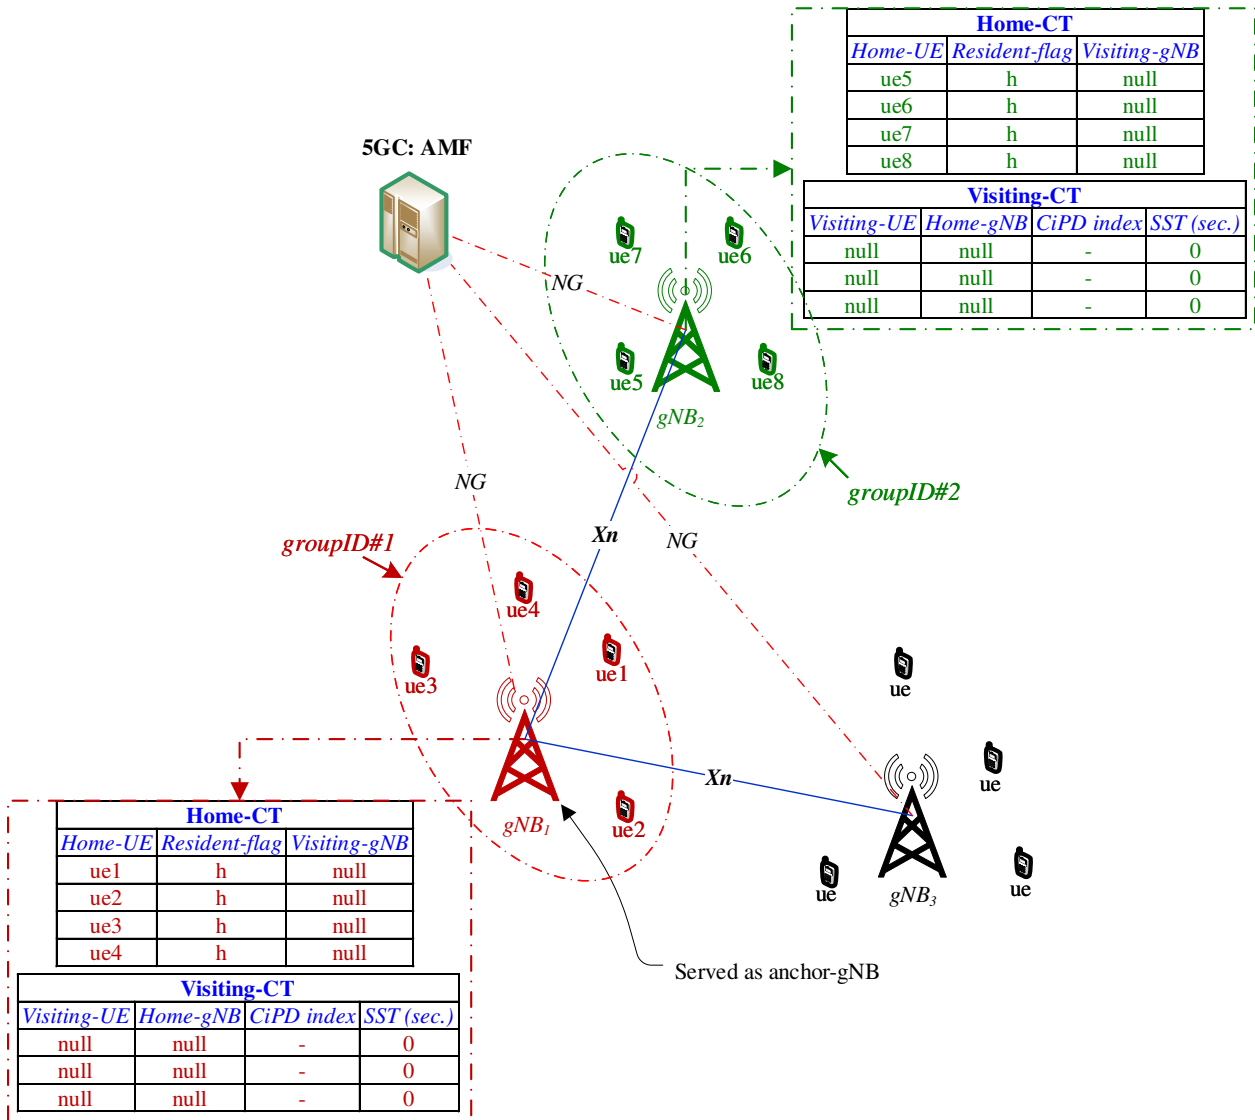 Home-CT
Home-UE Resident-flag Visiting-gNB
ue5 h null
ue6 h null
ue7 h null
ue8 h null
Visiting-CT
Visiting-UE Home-gNB CiPD index SST (sec.)
null null - 0
null null - 0
null null - 0
5GC: AMF
ue7
ue6
NG
ue5
ue8
gNB2
groupID#2
NG
Xn
NG
groupID#1
ue4
ue1
ue3
ue
Xn
ue
gNB1
ue2
ue
gNB3
ue
Served as anchor-gNB
Home-CT
Home-UE Resident-flag Visiting-gNB
ue1 h null
ue2 h null
ue3 h null
ue4 h null
Visiting-CT
Visiting-UE Home-gNB CiPD index SST (sec.)
null null - 0
null null - 0
null null - 0